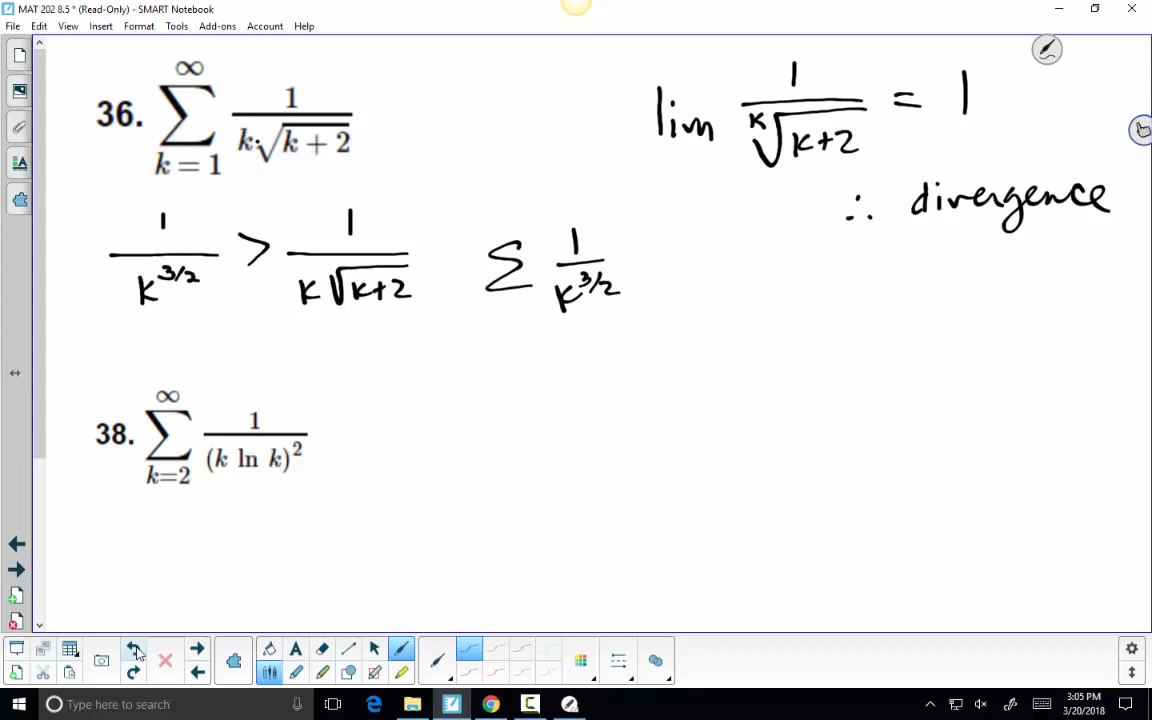 MAT 202 8.5 * (Read-Only) - SMART Notebook
File Edit View Insert Format Tools Add-ons Account Help
36. ∞ ∑ k = 1 1 / k·√(k + 2)
lim 1 / ᵏ√(k+2) = 1
∴ divergence
1 / k^3/2 > 1 / k√(k+2) ∑ 1 / k^3/2
38. ∞ ∑ k=2 1 / (k ln k)²
Type here to search
3:05 PM
3/20/2018